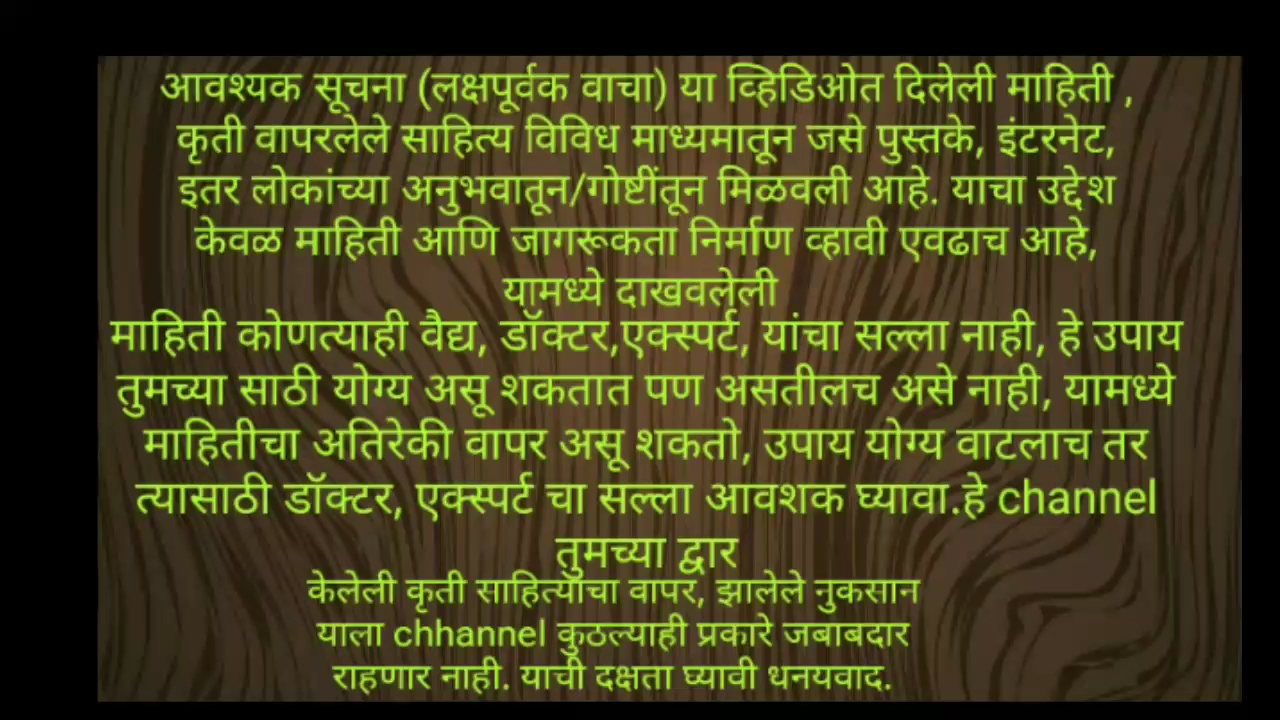 आवश्यक सूचना (लक्षपूर्वक वाचा) या व्हिडिओत दिलेली माहिती ,
कृती वापरलेले साहित्य विविध माध्यमातून जसे पुस्तके, इंटरनेट,
इतर लोकांच्या अनुभवातून/गोष्टींतून मिळवली आहे. याचा उद्देश
केवळ माहिती आणि जागरूकता निर्माण व्हावी एवढाच आहे,
यामध्ये दाखवलेली
माहिती कोणत्याही वैद्य, डॉक्टर,एक्स्पर्ट, यांचा सल्ला नाही, हे उपाय
तुमच्या साठी योग्य असू शकतात पण असतीलच असे नाही, यामध्ये
माहितीचा अतिरेकी वापर असू शकतो, उपाय योग्य वाटलाच तर
त्यासाठी डॉक्टर, एक्स्पर्ट चा सल्ला आवशक घ्यावा.हे channel
तुमच्या द्वार
केलेली कृती साहित्याचा वापर, झालेले नुकसान
याला chhannel कुठल्याही प्रकारे जबाबदार
राहणार नाही. याची दक्षता घ्यावी धनयवाद.